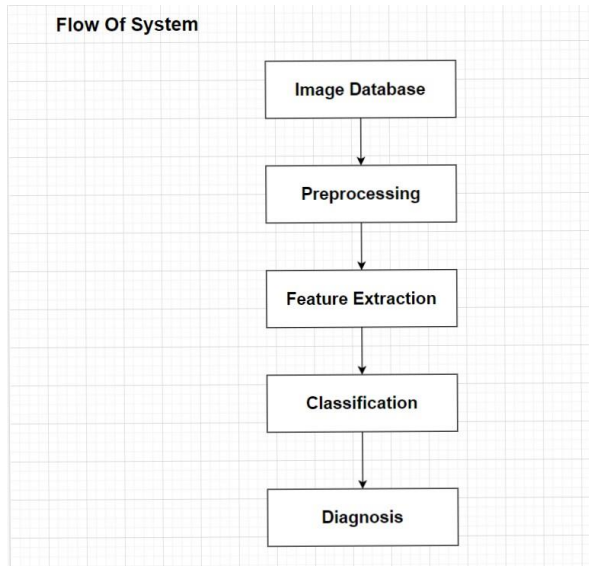 Flow Of System
Image Database
Preprocessing
Feature Extraction
Classification
Diagnosis